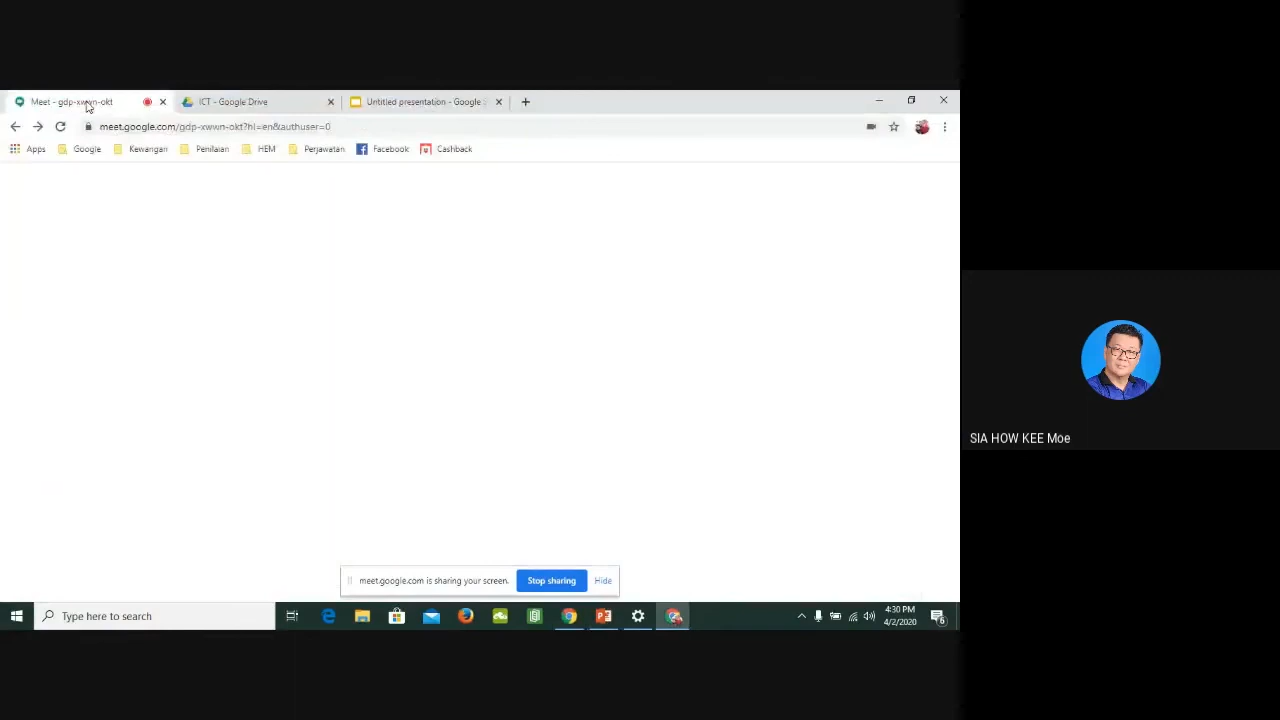 Meet - gdp-xwwn-okt
ICT - Google Drive
Untitled presentation - Google
meet.google.com/gdp-xwwn-okt?hl=en&authuser=0
Apps Google Kewangan Penilaian HEM Perjawatan Facebook Cashback
SIA HOW KEE Moe
meet.google.com is sharing your screen. Stop sharing Hide
Type here to search
4:30 PM
4/2/2020
6